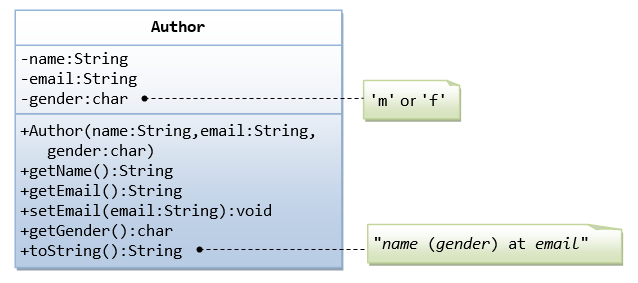 Author
-name:String
-email:String
-gender:char
'm' or 'f'
+Author(name:String,email:String,
gender:char)
+getName():String
+getEmail():String
+setEmail(email:String):void
+getGender():char
+toString():String
"name (gender) at email"